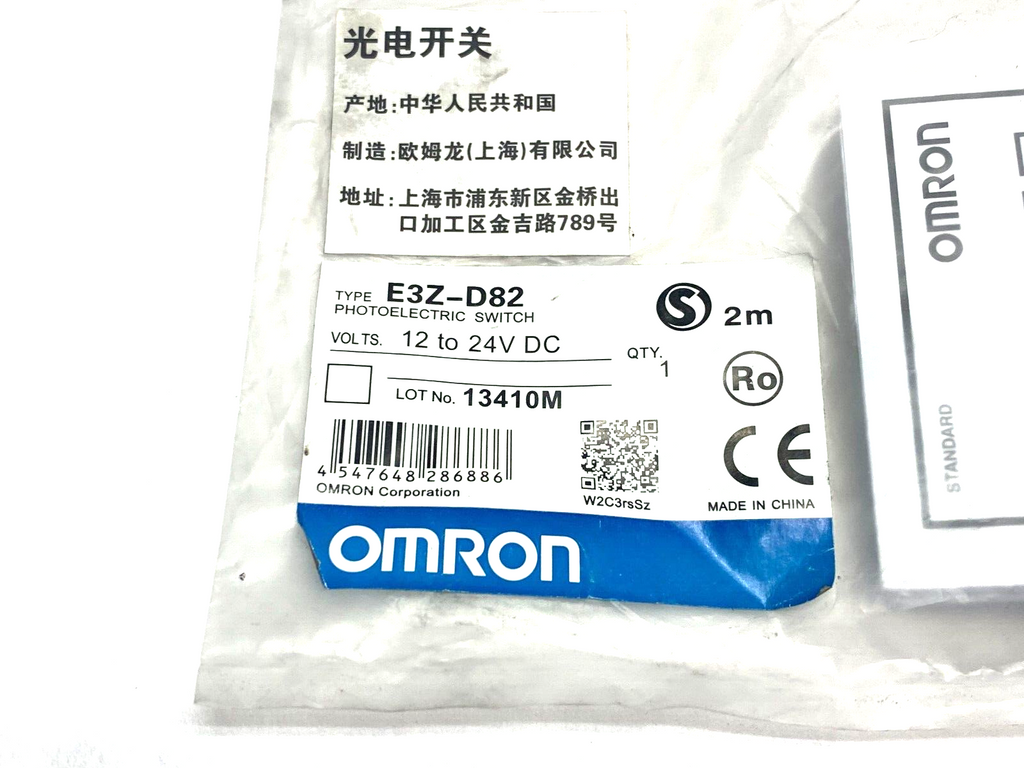 光电开关
产地:中华人民共和国
制造:欧姆龙(上海)有限公司
地址:上海市浦东新区金桥出
口加工区金吉路789号
TYPE E3Z-D82
PHOTOELECTRIC SWITCH
2m
VOLTS. 12 to 24V DC
QTY. 1
Ro
LOT No. 13410M
4 547648 286886
OMRON Corporation
W2C3rsSz
CE
MADE IN CHINA
OMRON
OMRON
STANDARD